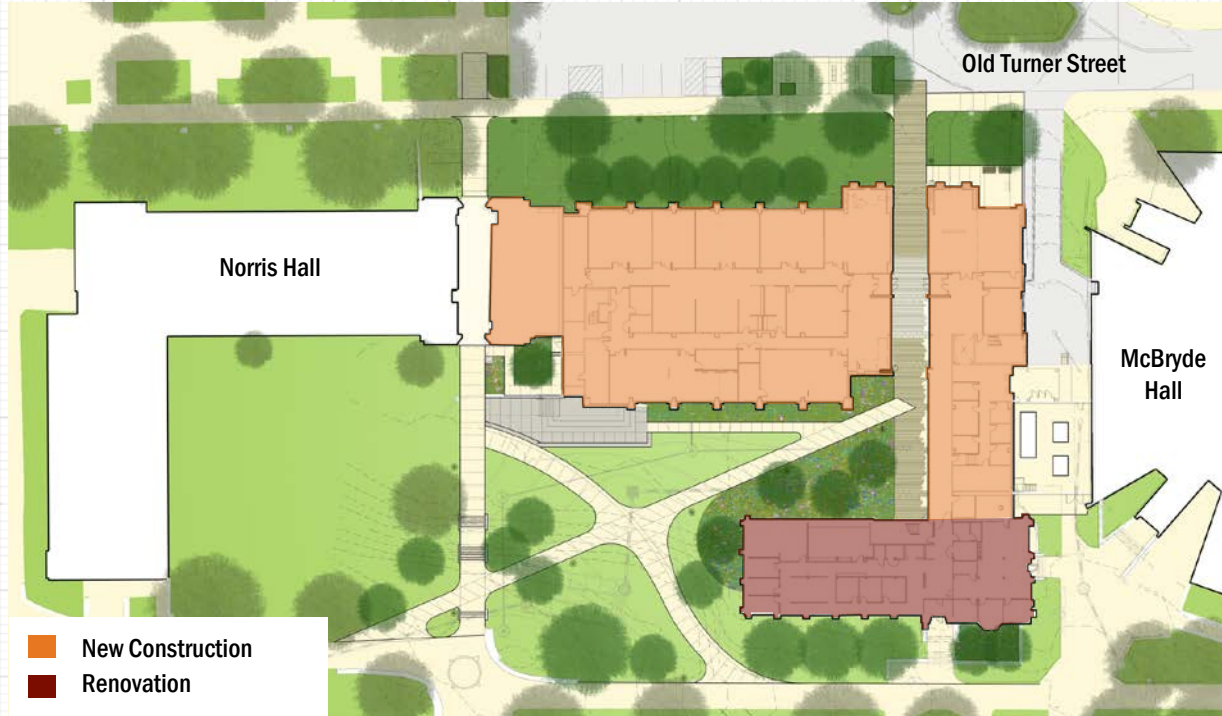 Old Turner Street
Norris Hall
McBryde
Hall
New Construction
Renovation